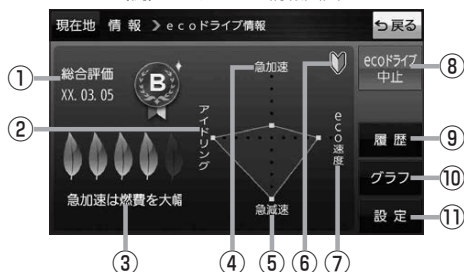 現在地 情 報 > ecoドライブ情報
戻る
① 総合評価
XX. 03. 05
B
② アイドリング
急加速は燃費を大幅
③
④ 急加速
⑤ 急減速
⑥
⑦ eco速度
⑧ ecoドライブ
中止
⑨ 履 歴
⑩ グラフ
⑪ 設 定